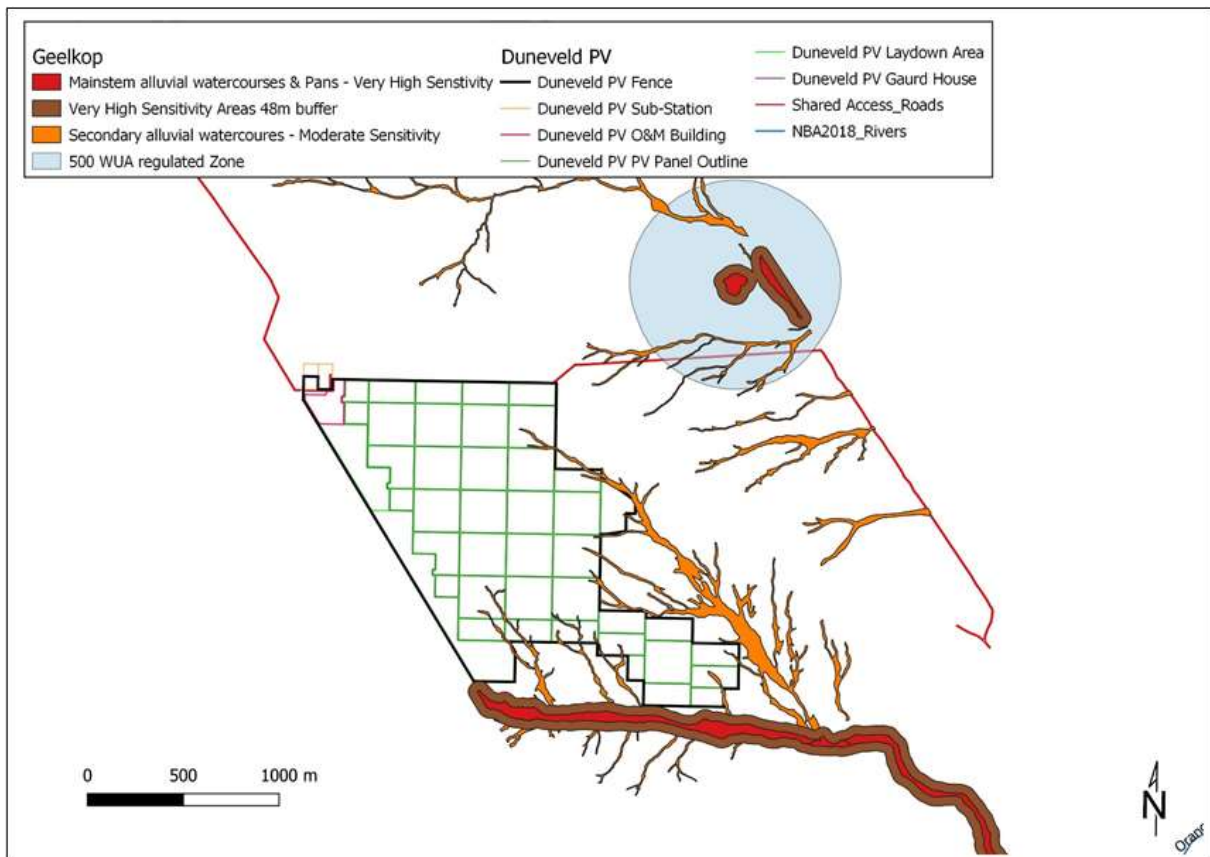 Geelkop
Mainstem alluvial watercourses & Pans - Very High Senstivity
Very High Sensitivity Areas 48m buffer
Secondary alluvial watercoures - Moderate Sensitivity
500 WUA regulated Zone
Duneveld PV
Duneveld PV Fence
Duneveld PV Sub-Station
Duneveld PV O&M Building
Duneveld PV PV Panel Outline
Duneveld PV Laydown Area
Duneveld PV Gaurd House
Shared Access_Roads
NBA2018_Rivers
0 500 1000 m
N
Orang